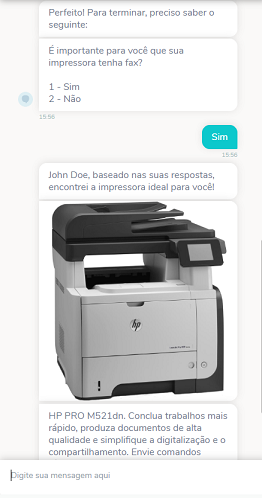 Perfeito! Para terminar, preciso saber o
seguinte:
É importante para você que sua
impressora tenha fax?
1 - Sim
2 - Não
15:56
Sim
15:56
John Doe, baseado nas suas respostas,
encontrei a impressora ideal para você!
hp
HP PRO M521dn. Conclua trabalhos mais
rápido, produza documentos de alta
qualidade e simplifique a digitalização e o
compartilhamento. Envie comandos
Digite sua mensagem aqui